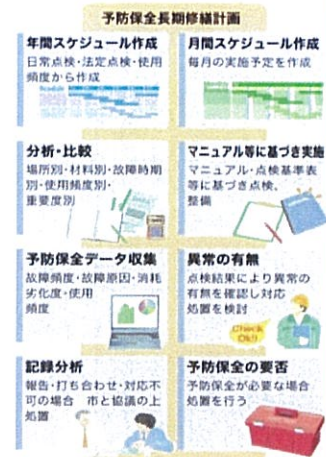 予防保全長期修繕計画
年間スケジュール作成
日常点検・法定点検・使用
頻度から作成
月間スケジュール作成
毎月の実施予定を作成
分析・比較
場所別・材料別・故障時期
別・使用頻度別・
重要度別
マニュアル等に基づき実施
マニュアル・点検基準表
等に基づき点検、
整備
予防保全データ収集
故障頻度・故障原因・消耗
劣化度・使用
頻度
異常の有無
点検結果により異常の
有無を確認し対応
処置を検討
Check
Ok!!
記録分析
報告・打ち合わせ・対応不
可の場合　市と協議の上
処置
予防保全の要否
予防保全が必要な場合
処置を行う